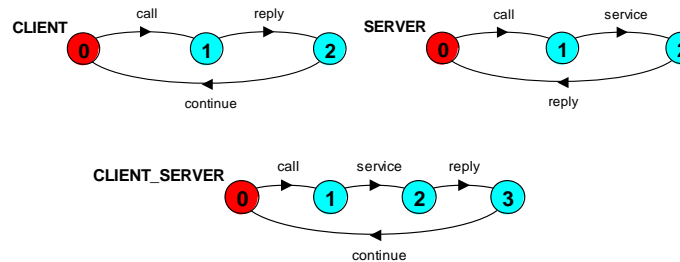 CLIENT
call
reply
0
1
2
continue
SERVER
call
service
0
1
2
reply
CLIENT_SERVER
call
service
reply
0
1
2
3
continue